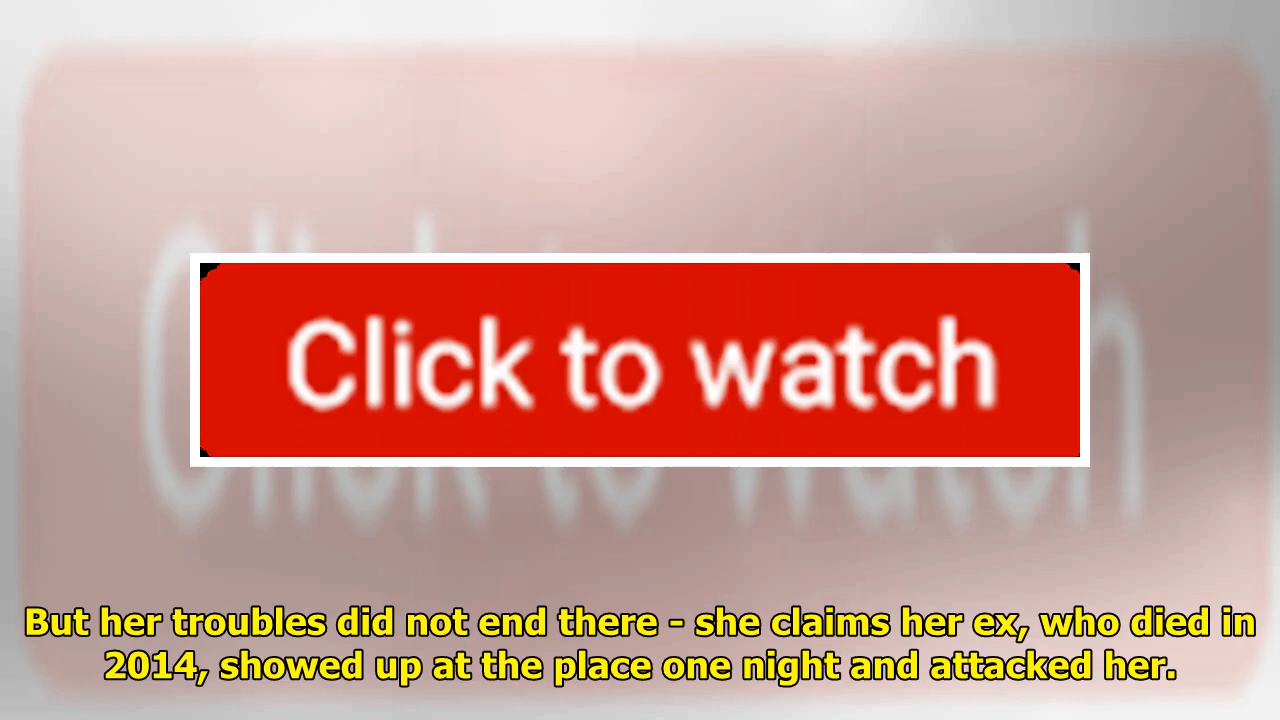 Click to watch
But her troubles did not end there - she claims her ex, who died in
2014, showed up at the place one night and attacked her.